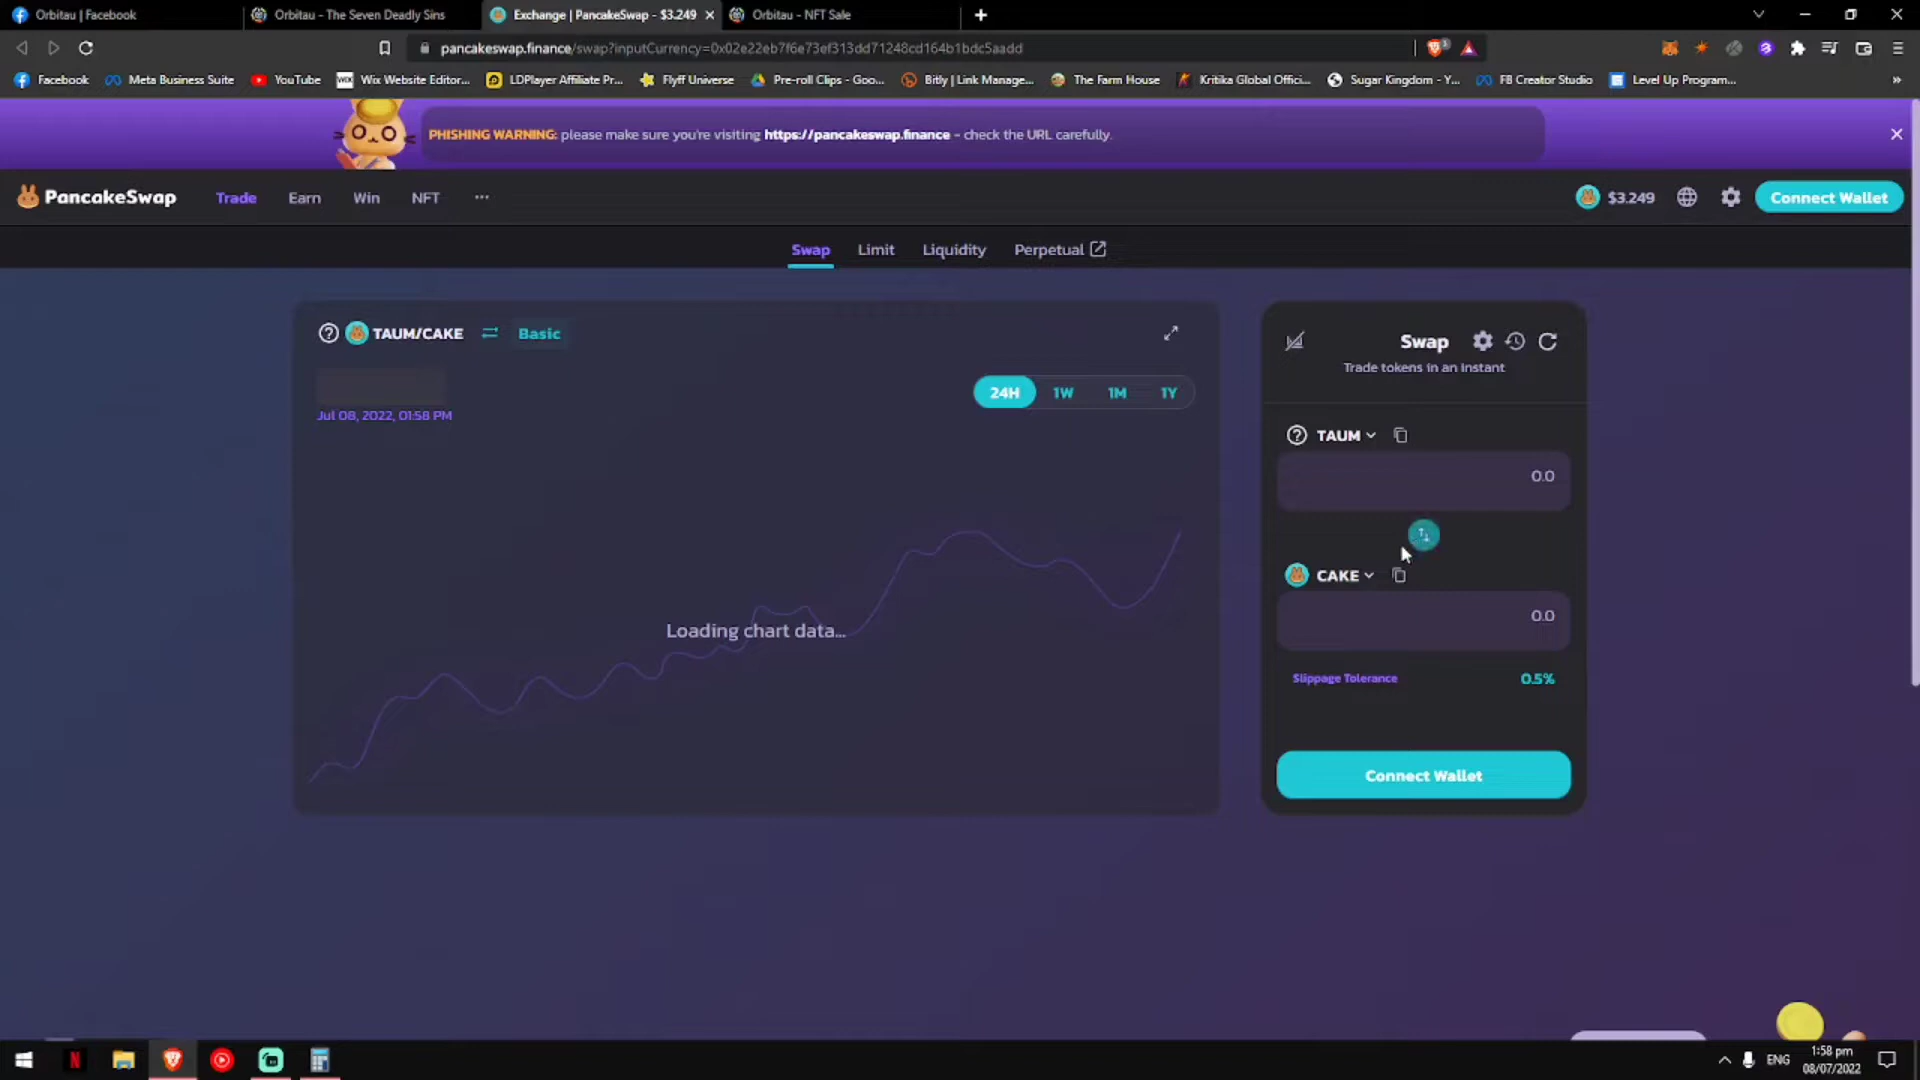 Orbitau | Facebook
Orbitau - The Seven Deadly Sins
Exchange | PancakeSwap - $3.249
Orbitau - NFT Sale
pancakeswap.finance/swap?inputCurrency=0x02e22eb7f6e73ef313dd71248cd164b1bdc5aadd
Facebook
Meta Business Suite
YouTube
Wix Website Editor...
LDPlayer Affiliate Pr...
Flyff Universe
Pre-roll Clips - Goo...
Bitly | Link Manage...
The Farm House
Kritika Global Offici...
Sugar Kingdom - Y...
FB Creator Studio
Level Up Program...
PHISHING WARNING: please make sure you're visiting https://pancakeswap.finance - check the URL carefully.
PancakeSwap
Trade
Earn
Win
NFT
$3.249
Connect Wallet
Swap
Limit
Liquidity
Perpetual
TAUM/CAKE
Basic
Jul 08, 2022, 01:58 PM
24H
1W
1M
1Y
Loading chart data...
Swap
Trade tokens in an instant
TAUM
0.0
CAKE
0.0
Slippage Tolerance
0.5%
Connect Wallet
ENG
1:58 pm
08/07/2022